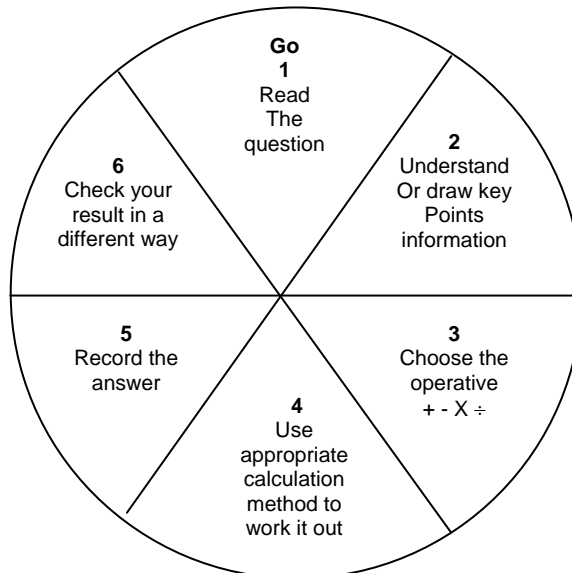 Go
1
Read
The
question
2
Understand
Or draw key
Points
information
3
Choose the
operative
+ - X ÷
4
Use
appropriate
calculation
method to
work it out
5
Record the
answer
6
Check your
result in a
different way